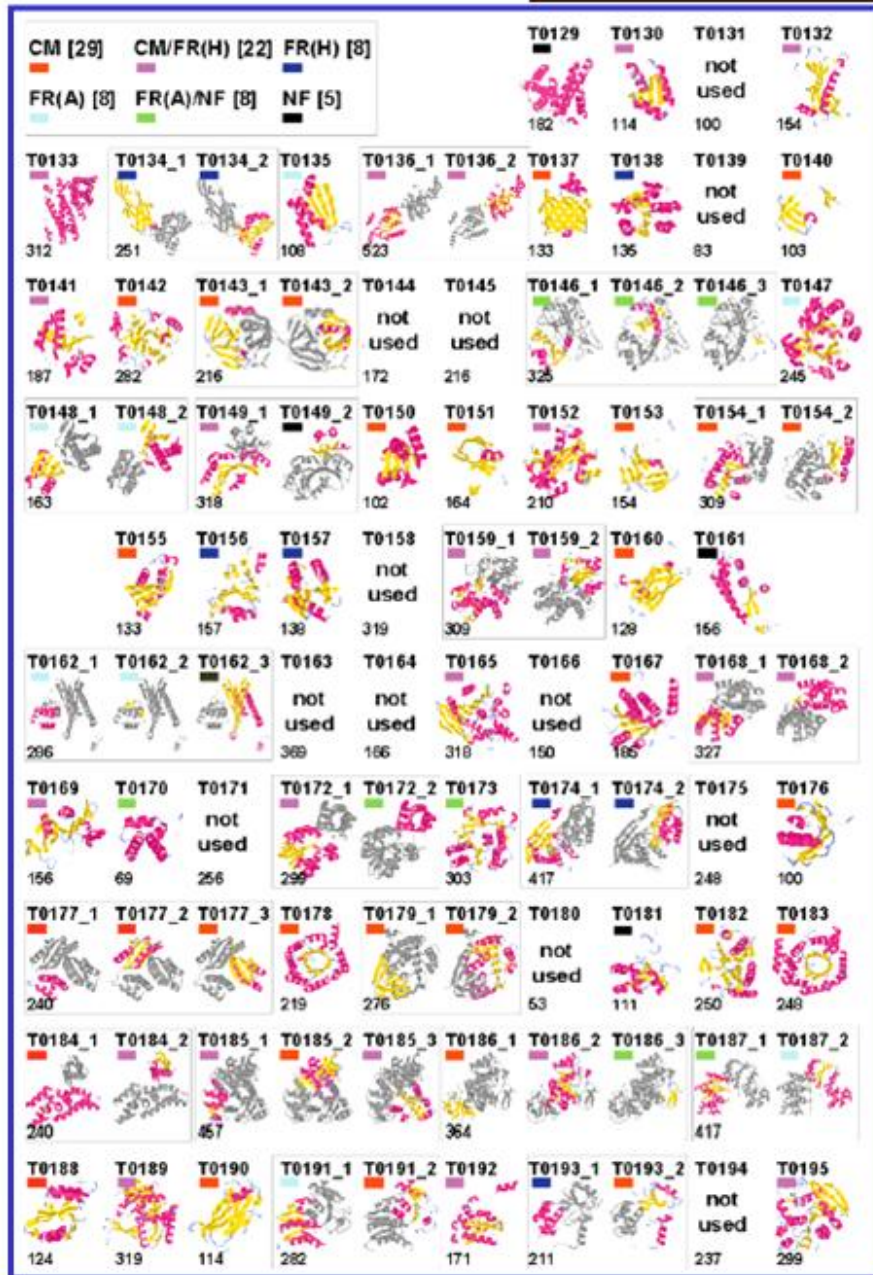 CM [29] CM/FR(H) [22] FR(H) [8]
FR(A) [8] FR(A)/NF [8] NF [5]
T0129 T0130 T0131 T0132
not used
182 114 100 154
T0133 T0134_1 T0134_2 T0135 T0136_1 T0136_2 T0137 T0138 T0139 T0140
not used
312 251 108 523 133 135 83 103
T0141 T0142 T0143_1 T0143_2 T0144 T0145 T0146_1 T0146_2 T0146_3 T0147
not used not used
187 282 216 172 216 325 245
T0148_1 T0148_2 T0149_1 T0149_2 T0150 T0151 T0152 T0153 T0154_1 T0154_2
163 318 102 164 210 154 309
T0155 T0156 T0157 T0158 T0159_1 T0159_2 T0160 T0161
not used
133 157 138 319 309 128 156
T0162_1 T0162_2 T0162_3 T0163 T0164 T0165 T0166 T0167 T0168_1 T0168_2
not used not used not used
286 369 166 318 150 185 327
T0169 T0170 T0171 T0172_1 T0172_2 T0173 T0174_1 T0174_2 T0175 T0176
not used not used
156 69 256 299 303 417 248 100
T0177_1 T0177_2 T0177_3 T0178 T0179_1 T0179_2 T0180 T0181 T0182 T0183
not used
240 219 276 53 111 250 248
T0184_1 T0184_2 T0185_1 T0185_2 T0185_3 T0186_1 T0186_2 T0186_3 T0187_1 T0187_2
240 457 364 417
T0188 T0189 T0190 T0191_1 T0191_2 T0192 T0193_1 T0193_2 T0194 T0195
not used
124 319 114 282 171 211 237 299